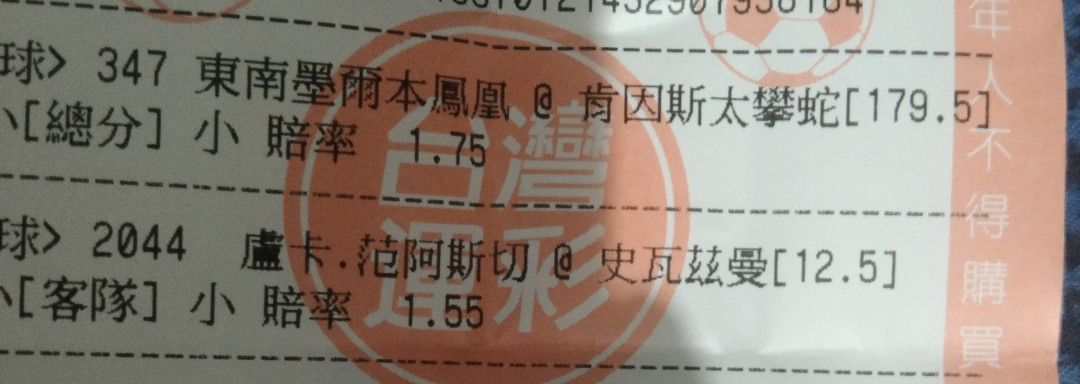 球> 347 東南墨爾本鳳凰 @ 肯因斯太攀蛇[179.5]
[總分] 小 賠率 1.75
球> 2044 盧卡.范阿斯切 @ 史瓦茲曼[12.5]
[客隊] 小 賠率 1.55
台灣
運彩
年人不得購買